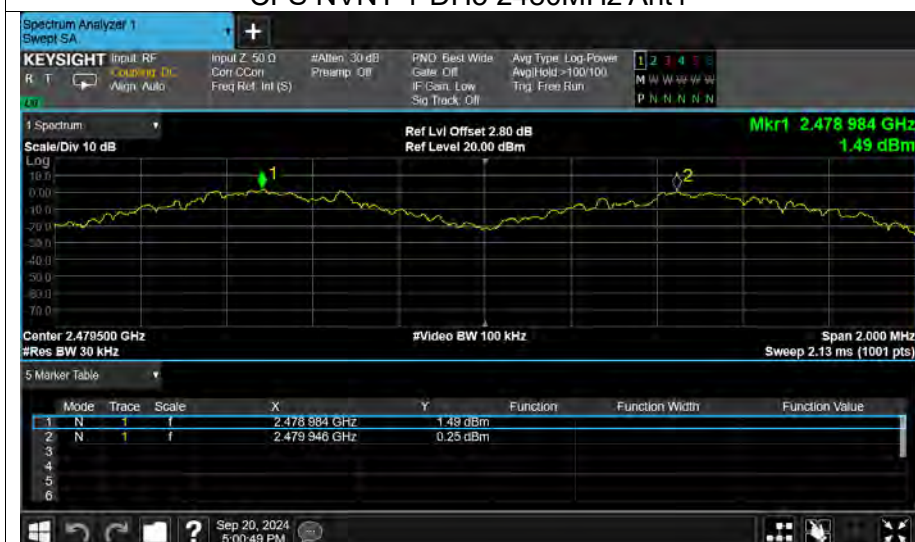 Spectrum Analyzer 1
Swept SA
+
KEYSIGHT Input: RF
R T Coupling: DC
Align: Auto
Input Z: 50 Ω
Corr CCorr
Freq Ref: Int (S)
#Atten: 30 dB
Preamp: Off
PNO: Best Wide
Gate: Off
IF Gain: Low
Sig Track: Off
Avg Type: Log-Power
Avg|Hold:>100/100
Trig: Free Run
1 2 3 4 5 6
M W W W W W
P N N N N N
1 Spectrum
Scale/Div 10 dB
Ref Lvl Offset 2.80 dB
Ref Level 20.00 dBm
Mkr1 2.478 984 GHz
1.49 dBm
Log
10.0
0.00
-10.0
-20.0
-30.0
-40.0
-50.0
-60.0
-70.0
1
2
Center 2.479500 GHz
#Res BW 30 kHz
#Video BW 100 kHz
Span 2.000 MHz
Sweep 2.13 ms (1001 pts)
5 Marker Table
Mode Trace Scale X Y Function Function Width Function Value
1 N 1 f 2.478 984 GHz 1.49 dBm
2 N 1 f 2.479 946 GHz 0.25 dBm
3
4
5
6
?
Sep 20, 2024
5:00:49 PM